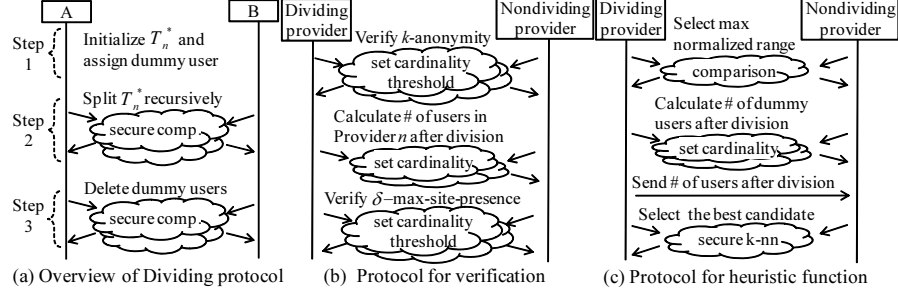 A
B
Step
1
Initialize Tn* and
assign dummy user
Step
2
Split Tn* recursively
secure comp.
Step
3
Delete dummy users
secure comp.
(a) Overview of Dividing protocol
Dividing
provider
Nondividing
provider
Verify k-anonymity
set cardinality
threshold
Calculate # of users in
Provider n after division
set cardinality
Verify δ−max-site-presence
set cardinality
threshold
(b) Protocol for verification
Dividing
provider
Nondividing
provider
Select max
normalized range
comparison
Calculate # of dummy
users after division
set cardinality
Send # of users after division
Select the best candidate
secure k-nn
(c) Protocol for heuristic function